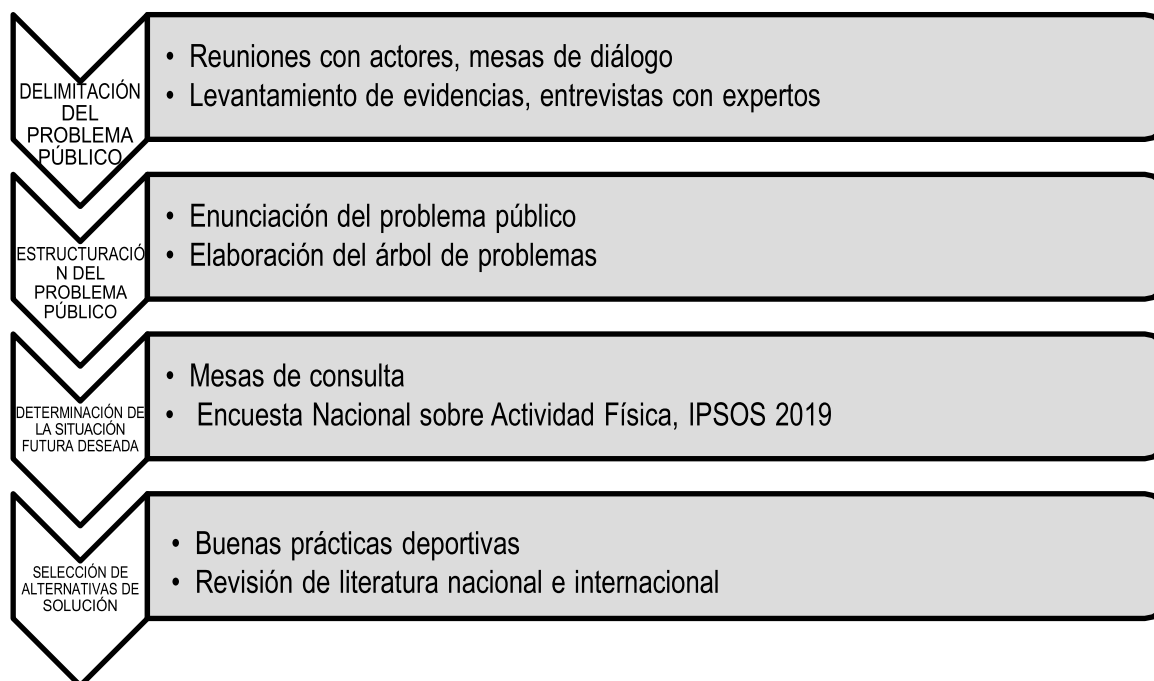 DELIMITACIÓN
DEL
PROBLEMA
PÚBLICO
• Reuniones con actores, mesas de diálogo
• Levantamiento de evidencias, entrevistas con expertos
ESTRUCTURACIÓ
N DEL
PROBLEMA
PÚBLICO
• Enunciación del problema público
• Elaboración del árbol de problemas
DETERMINACIÓN DE
LA SITUACIÓN
FUTURA DESEADA
• Mesas de consulta
• Encuesta Nacional sobre Actividad Física, IPSOS 2019
SELECCIÓN DE
ALTERNATIVAS DE
SOLUCIÓN
• Buenas prácticas deportivas
• Revisión de literatura nacional e internacional